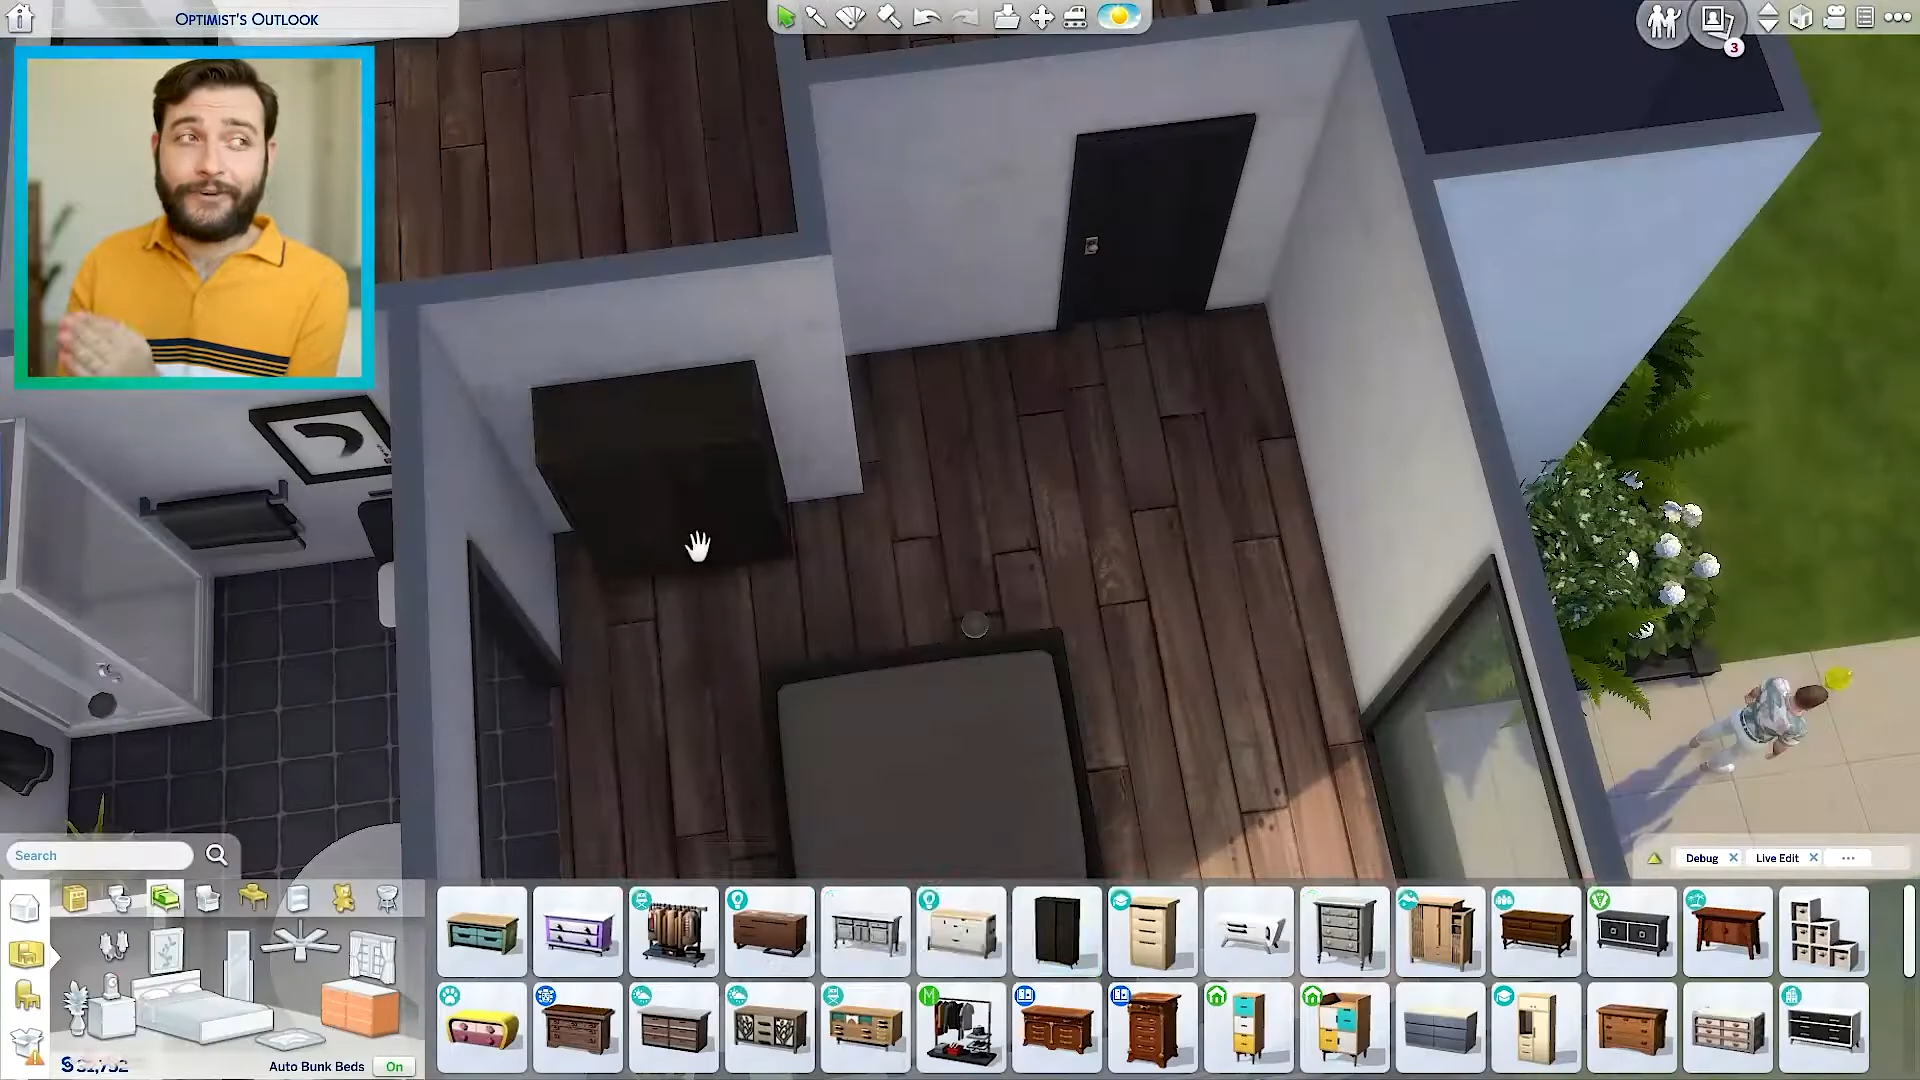 OPTIMIST'S OUTLOOK
3
Search
Debug
Live Edit
Auto Bunk Beds
On